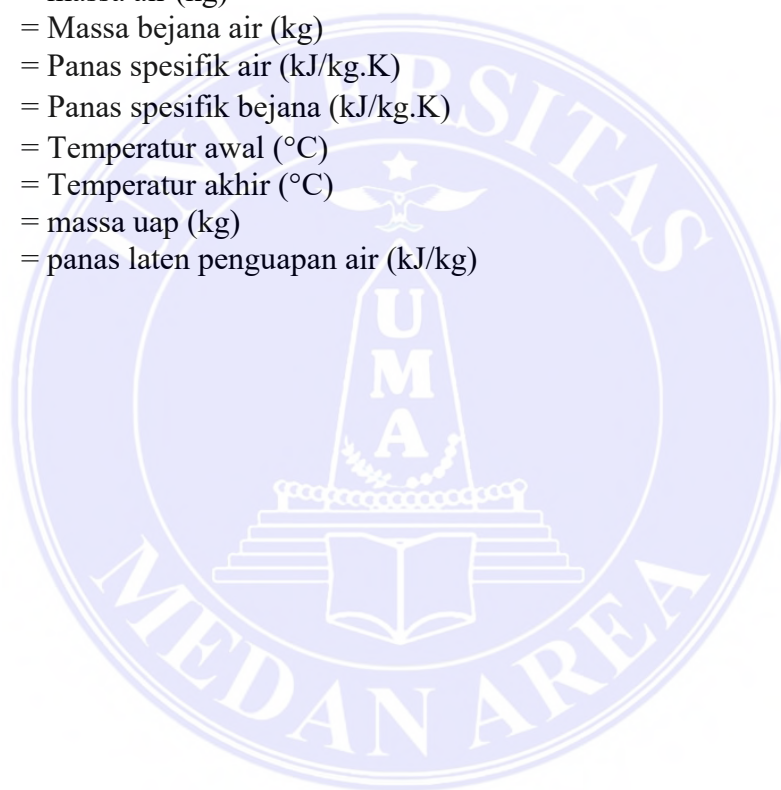 = Massa bejana air (kg)
= Panas spesifik air (kJ/kg.K)
= Panas spesifik bejana (kJ/kg.K)
= Temperatur awal (°C)
= Temperatur akhir (°C)
= massa uap (kg)
= panas laten penguapan air (kJ/kg)
UNIVERSITAS
UMA
MEDAN AREA